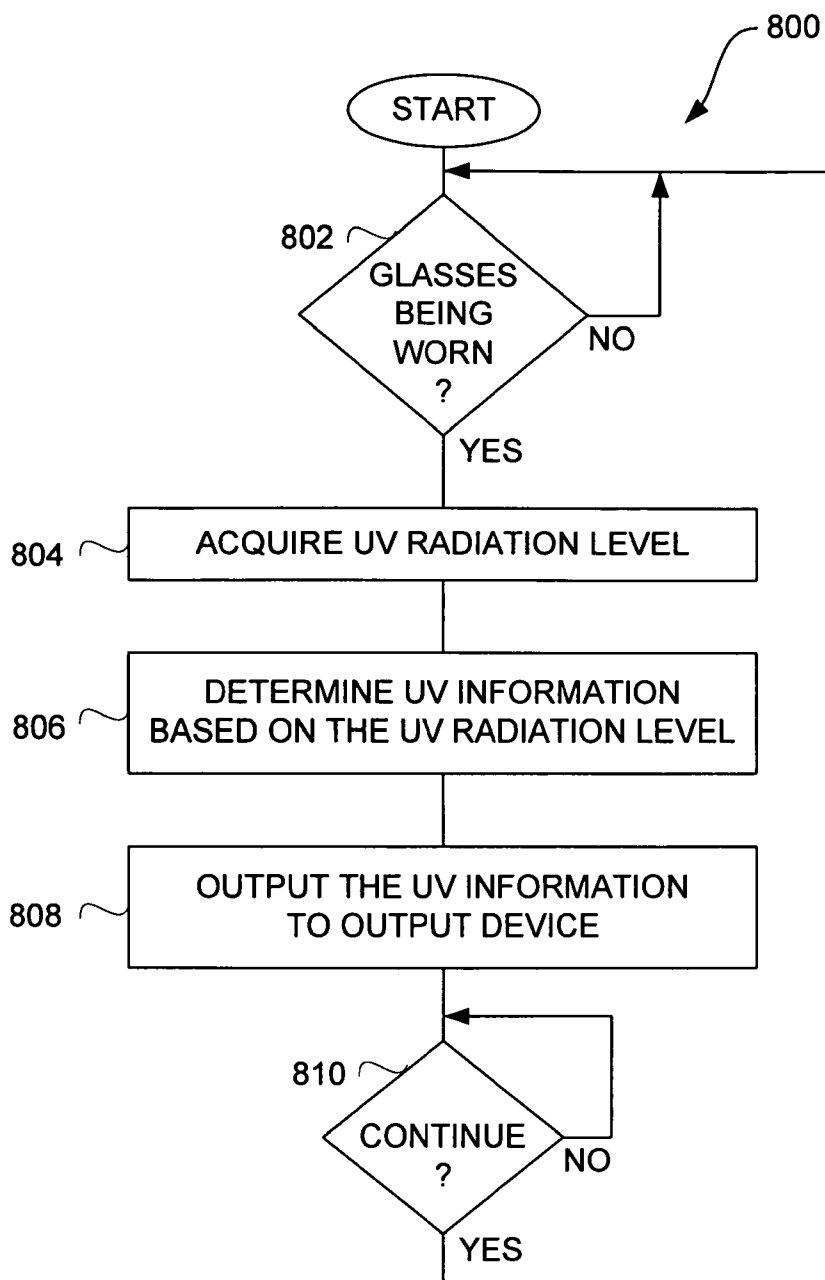 800
START
802
GLASSES
BEING
WORN
?
NO
YES
804
ACQUIRE UV RADIATION LEVEL
806
DETERMINE UV INFORMATION
BASED ON THE UV RADIATION LEVEL
808
OUTPUT THE UV INFORMATION
TO OUTPUT DEVICE
810
CONTINUE
?
NO
YES